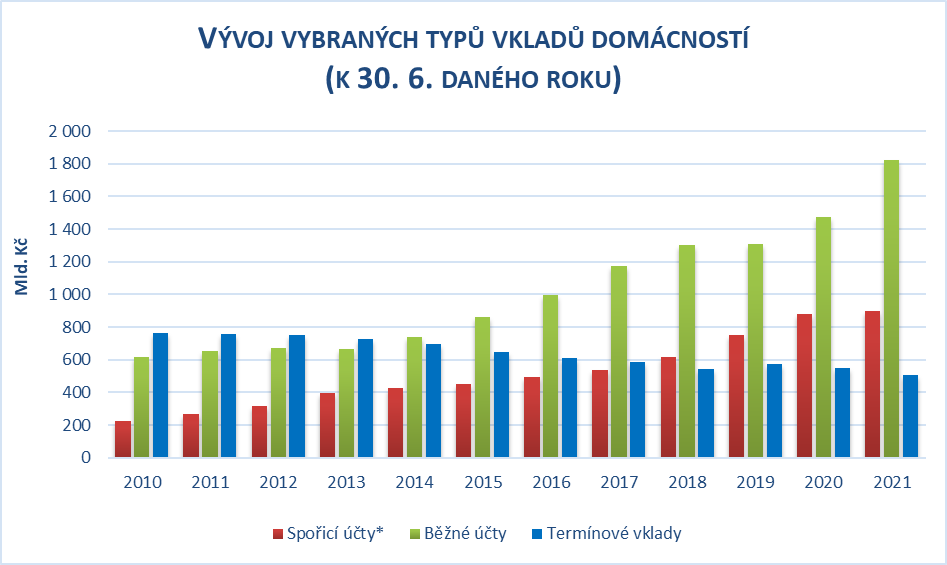 Vývoj vybraných typů vkladů domácností
(k 30. 6. daného roku)
Mld. Kč
2 000
1 800
1 600
1 400
1 200
1 000
800
600
400
200
0
2010 2011 2012 2013 2014 2015 2016 2017 2018 2019 2020 2021
Spořicí účty* Běžné účty Termínové vklady